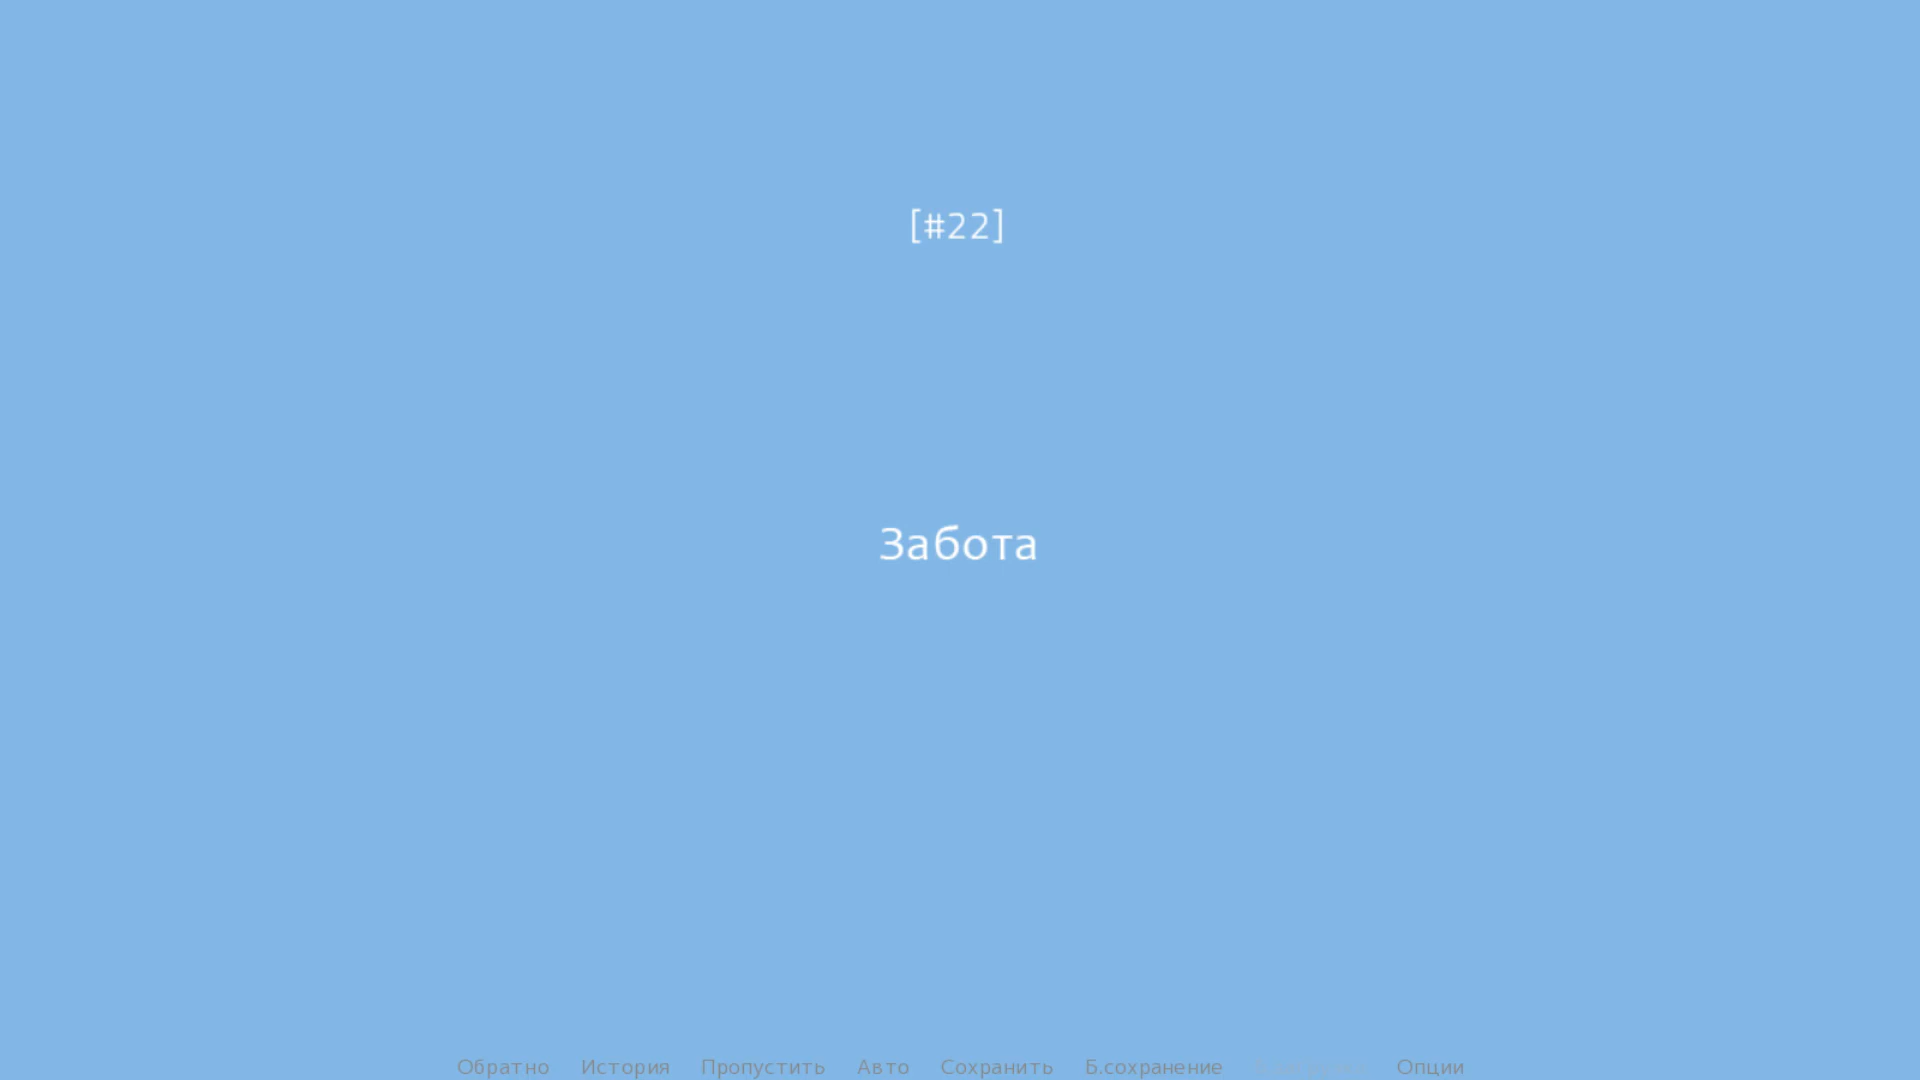 [#22]
Забота
Обратно История Пропустить Авто Сохранить Б.сохранение Опции